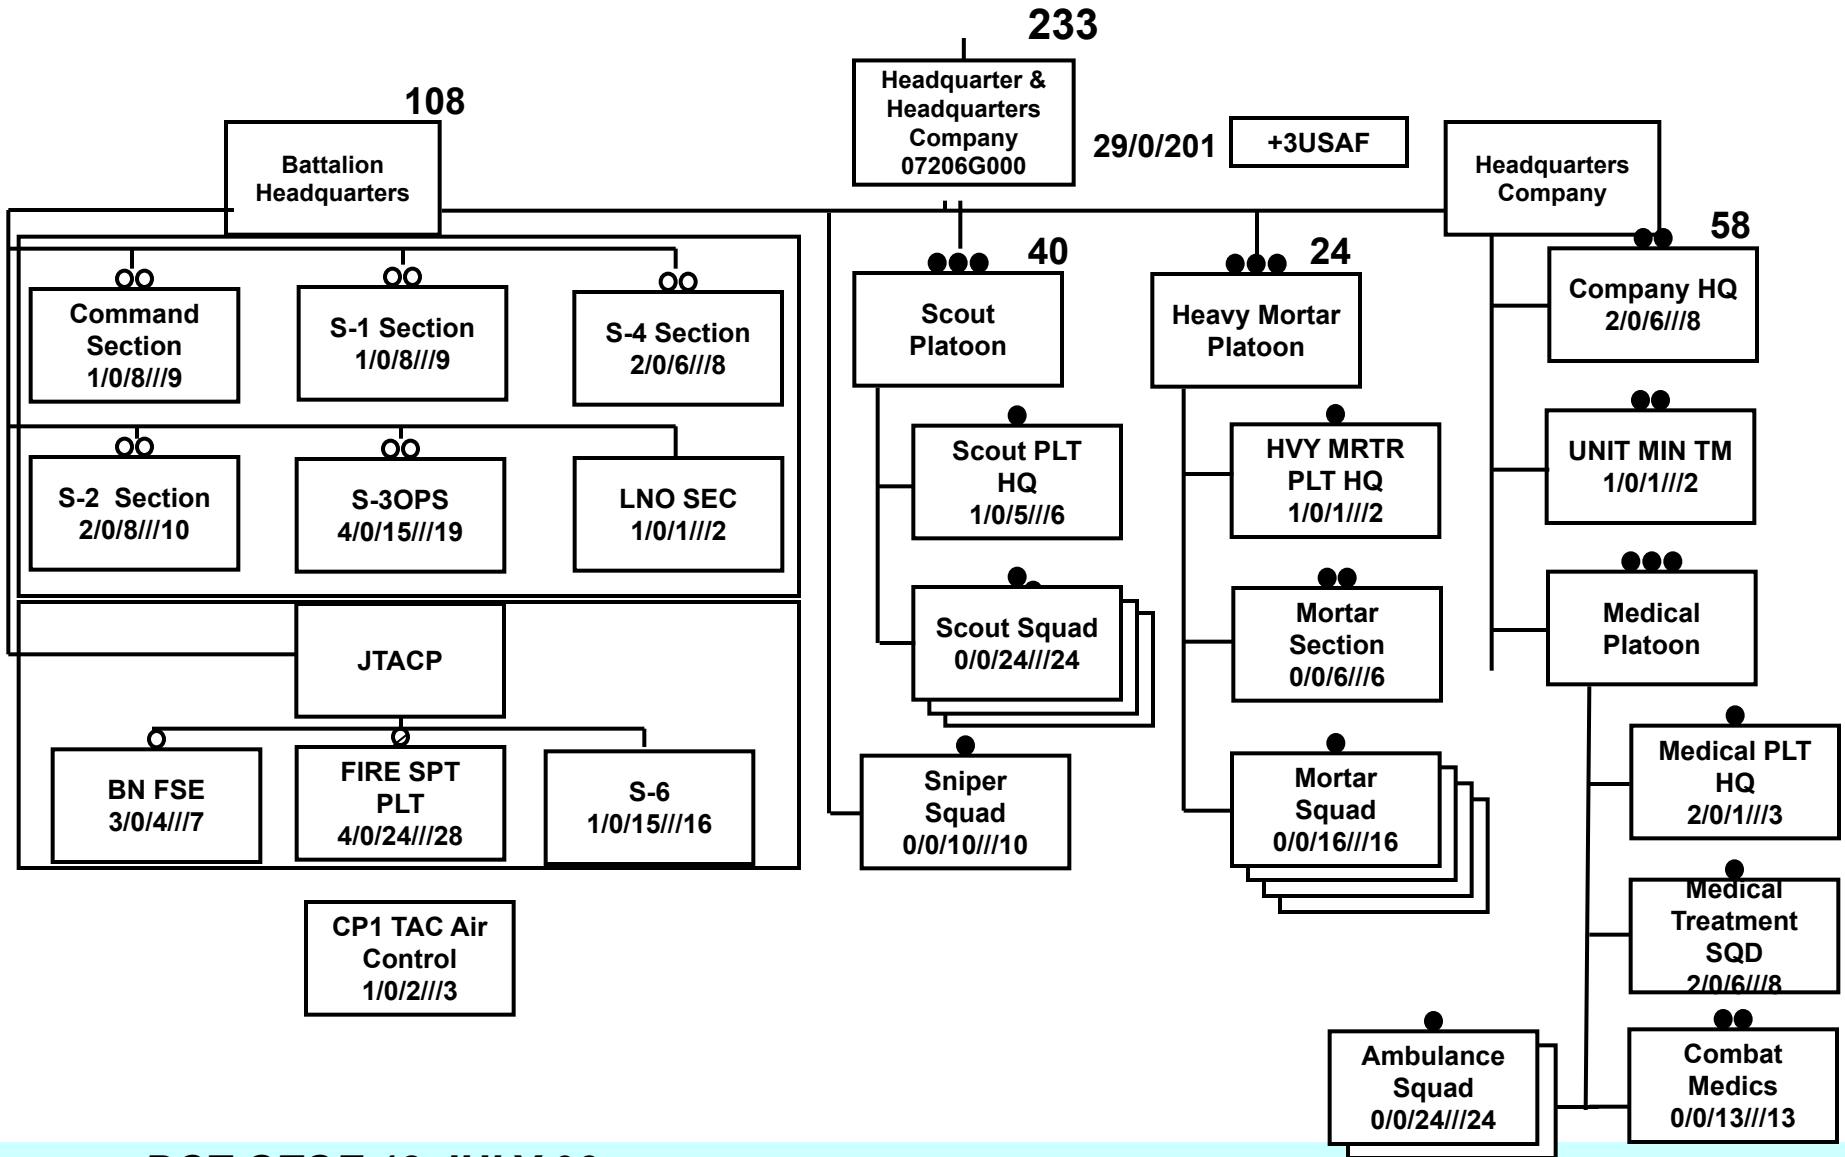 233
Headquarter &
Headquarters
Company
07206G000
29/0/201
+3USAF
108
Battalion
Headquarters
Headquarters
Company
Command
Section
1/0/8///9
S-1 Section
1/0/8///9
S-4 Section
2/0/6///8
S-2 Section
2/0/8///10
S-3OPS
4/0/15///19
LNO SEC
1/0/1///2
JTACP
BN FSE
3/0/4///7
FIRE SPT
PLT
4/0/24///28
S-6
1/0/15///16
CP1 TAC Air
Control
1/0/2///3
40
Scout
Platoon
Scout PLT
HQ
1/0/5///6
Scout Squad
0/0/24///24
Sniper
Squad
0/0/10///10
24
Heavy Mortar
Platoon
HVY MRTR
PLT HQ
1/0/1///2
Mortar
Section
0/0/6///6
Mortar
Squad
0/0/16///16
58
Company HQ
2/0/6///8
UNIT MIN TM
1/0/1///2
Medical
Platoon
Medical PLT
HQ
2/0/1///3
Medical
Treatment
SQD
2/0/6///8
Ambulance
Squad
0/0/24///24
Combat
Medics
0/0/13///13